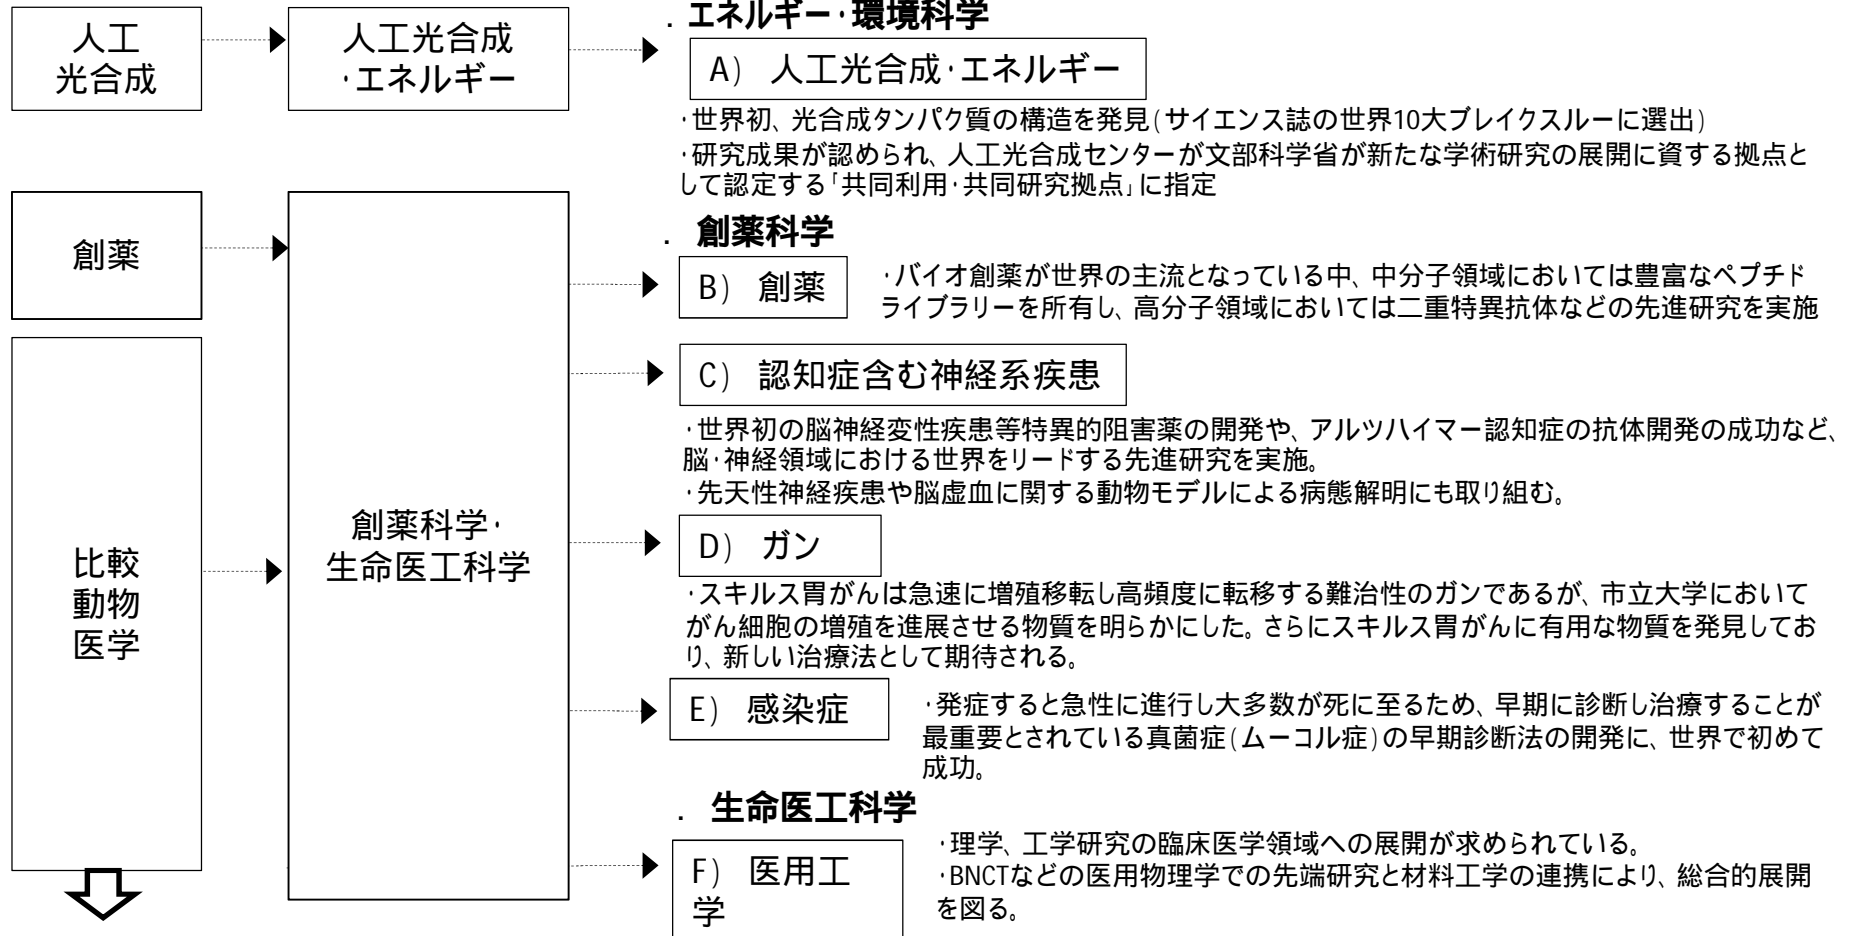 人工
光合成
人工光合成
・エネルギー
. エネルギー・環境科学
A) 人工光合成・エネルギー
・世界初、光合成タンパク質の構造を発見(サイエンス誌の世界10大ブレイクスルーに選出)
・研究成果が認められ、人工光合成センターが文部科学省が新たな学術研究の展開に資する拠点と
して認定する「共同利用・共同研究拠点」に指定
創薬
比較
動物
医学
創薬科学・
生命医工科学
. 創薬科学
B) 創薬
・バイオ創薬が世界の主流となっている中、中分子領域においては豊富なペプチド
ライブラリーを所有し、高分子領域においては二重特異抗体などの先進研究を実施
C) 認知症含む神経系疾患
・世界初の脳神経変性疾患等特異的阻害薬の開発や、アルツハイマー認知症の抗体開発の成功など、
脳・神経領域における世界をリードする先進研究を実施。
・先天性神経疾患や脳虚血に関する動物モデルによる病態解明にも取り組む。
D) ガン
・スキルス胃がんは急速に増殖移転し高頻度に転移する難治性のガンであるが、市立大学において
がん細胞の増殖を進展させる物質を明らかにした。さらにスキルス胃がんに有用な物質を発見してお
り、新しい治療法として期待される。
E) 感染症
・発症すると急性に進行し大多数が死に至るため、早期に診断し治療することが
最重要とされている真菌症(ムーコル症)の早期診断法の開発に、世界で初めて
成功。
. 生命医工科学
F) 医用工
学
・理学、工学研究の臨床医学領域への展開が求められている。
・BNCTなどの医用物理学での先端研究と材料工学の連携により、総合的展開
を図る。